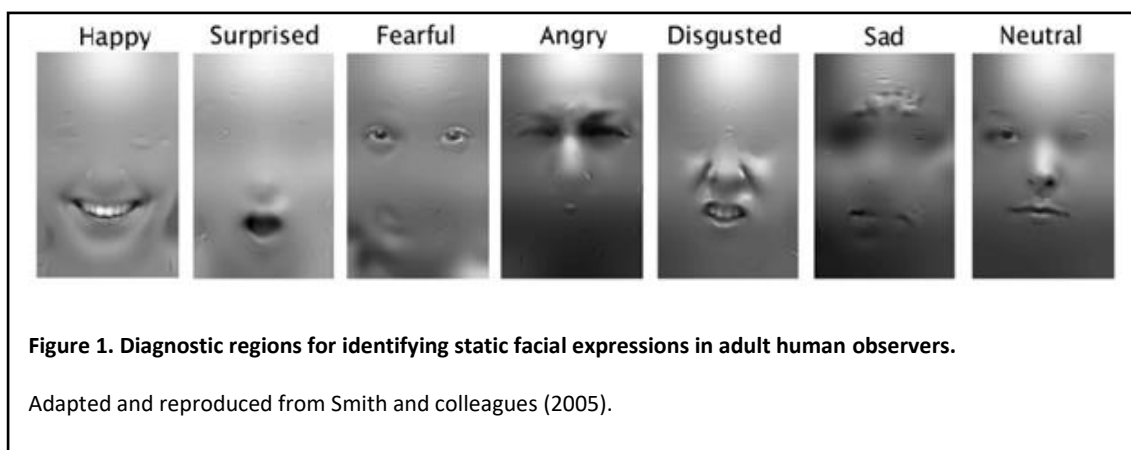 Happy Surprised Fearful Angry Disgusted Sad Neutral
Figure 1. Diagnostic regions for identifying static facial expressions in adult human observers.
Adapted and reproduced from Smith and colleagues (2005).